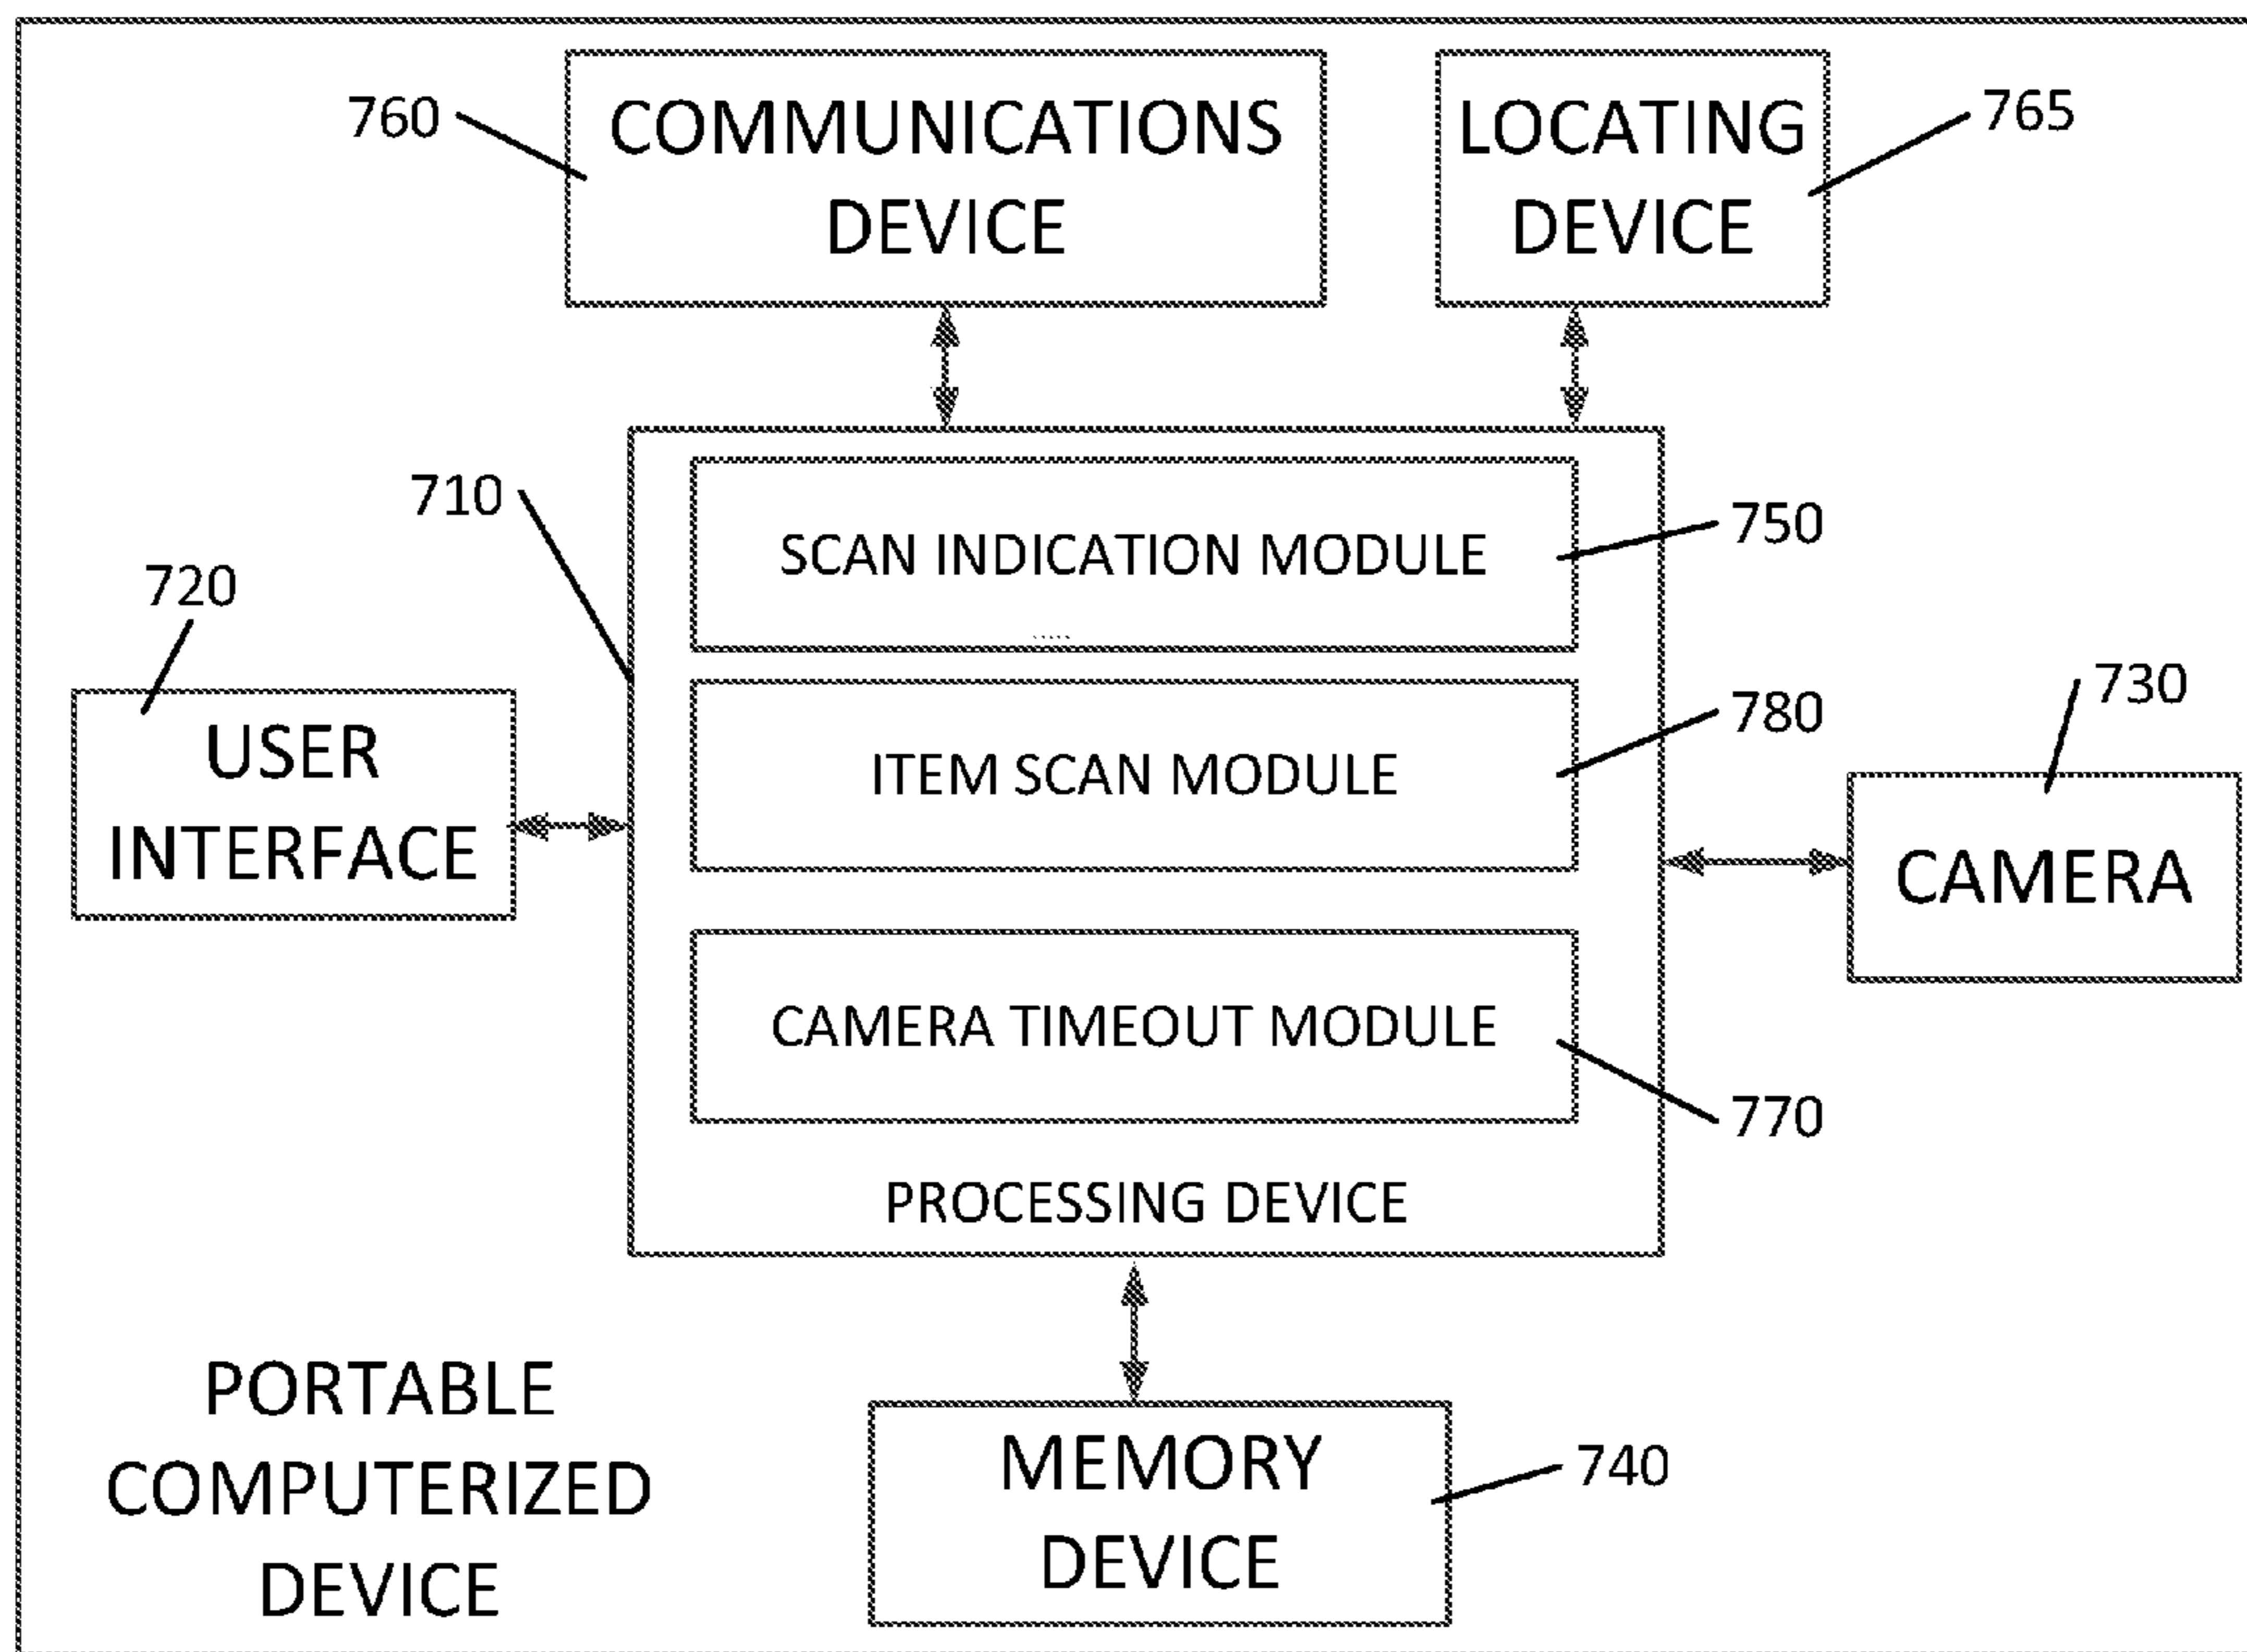 760
COMMUNICATIONS
DEVICE
LOCATING
DEVICE
765
710
SCAN INDICATION MODULE
750
720
USER
INTERFACE
ITEM SCAN MODULE
780
730
CAMERA
CAMERA TIMEOUT MODULE
770
PROCESSING DEVICE
PORTABLE
COMPUTERIZED
DEVICE
MEMORY
DEVICE
740